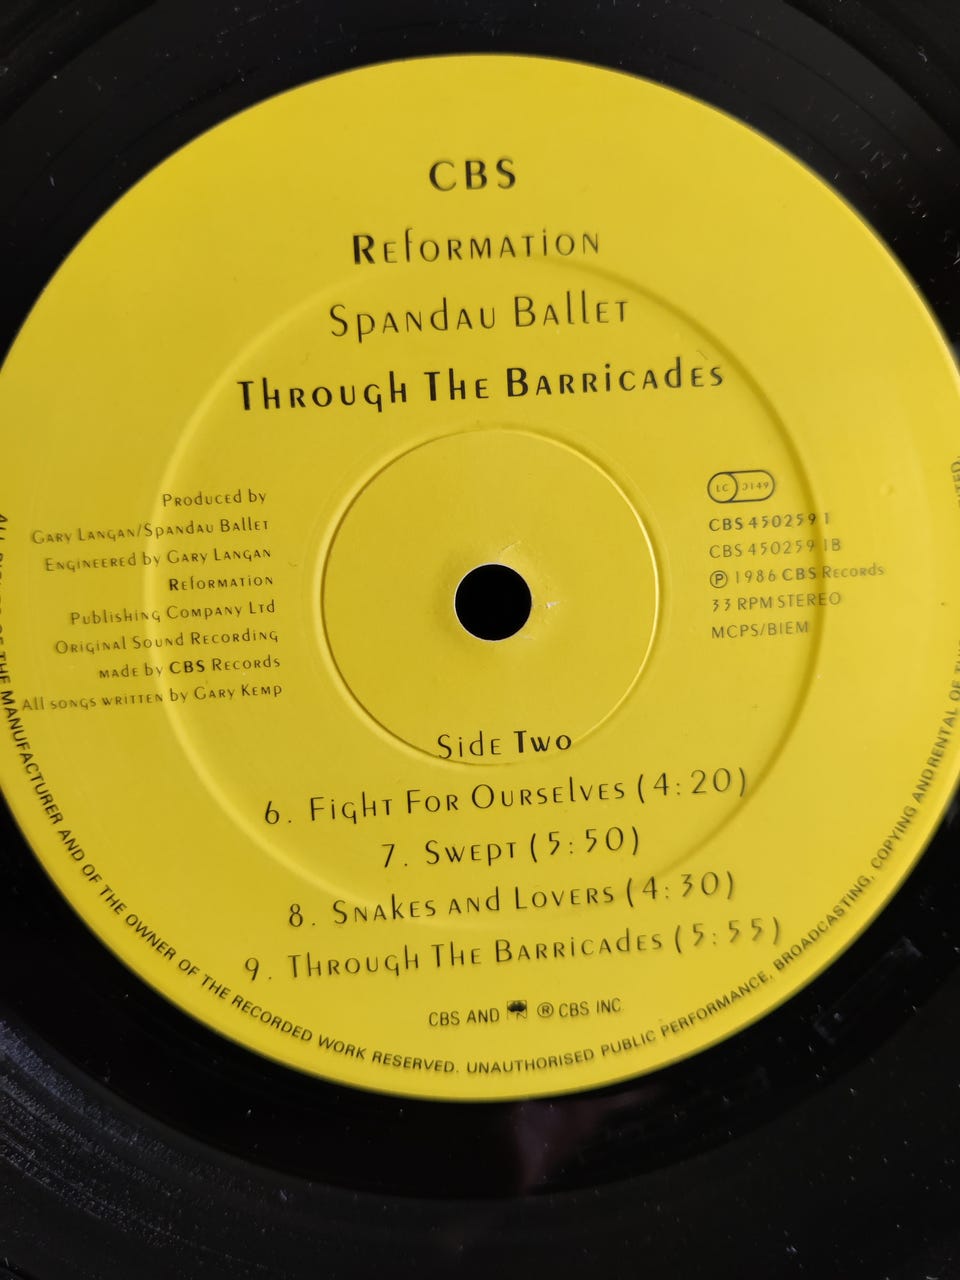 CBS
Reformation
Spandau Ballet
Through The Barricades
Produced by
Gary Langan/Spandau Ballet
Engineered by Gary Langan
Reformation
Publishing Company Ltd
Original Sound Recording
made by CBS Records
All songs written by Gary Kemp
LC 0149
CBS 450259 1
CBS 450259 1B
Ⓟ 1986 CBS Records
33 RPM STEREO
MCPS/BIEM
Side Two
6. Fight For Ourselves (4:20)
7. Swept (5:50)
8. Snakes and Lovers (4:30)
9. Through The Barricades (5:55)
CBS AND ® CBS INC
OF THE MANUFACTURER AND OF THE OWNER OF THE RECORDED WORK RESERVED. UNAUTHORISED PUBLIC PERFORMANCE, BROADCASTING, COPYING AND RENTAL OF